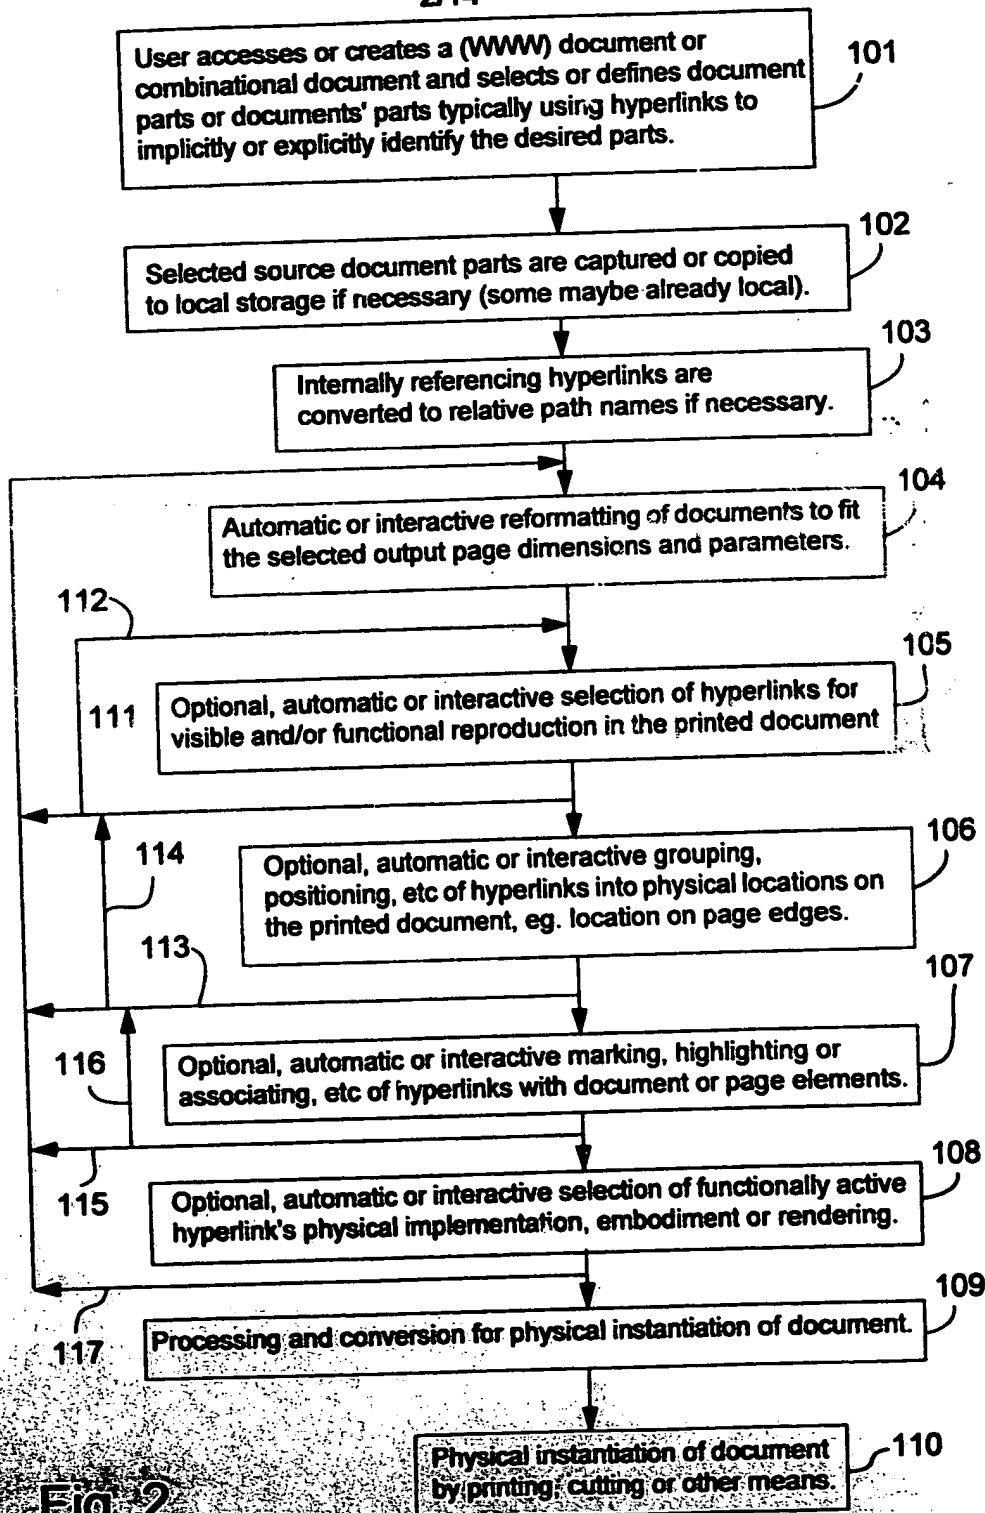 2/14
User accesses or creates a (WWW) document or
combinational document and selects or defines document
parts or documents' parts typically using hyperlinks to
implicitly or explicitly identify the desired parts.
101
Selected source document parts are captured or copied
to local storage if necessary (some maybe already local).
102
Internally referencing hyperlinks are
converted to relative path names if necessary.
103
Automatic or interactive reformatting of documents to fit
the selected output page dimensions and parameters.
104
112
111
Optional, automatic or interactive selection of hyperlinks for
visible and/or functional reproduction in the printed document
105
114
Optional, automatic or interactive grouping,
positioning, etc of hyperlinks into physical locations on
the printed document, eg. location on page edges.
106
113
116
Optional, automatic or interactive marking, highlighting or
associating, etc of hyperlinks with document or page elements.
107
115
Optional, automatic or interactive selection of functionally active
hyperlink's physical implementation, embodiment or rendering.
108
117
Processing and conversion for physical instantiation of document.
109
Physical instantiation of document
by printing, cutting or other means.
110
Fig. 2